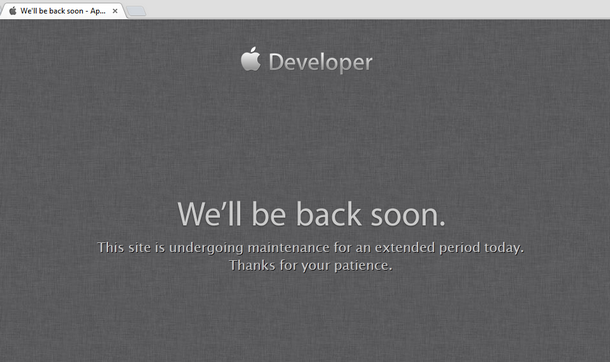 We'll be back soon - Ap...
Developer
We'll be back soon.
This site is undergoing maintenance for an extended period today.
Thanks for your patience.